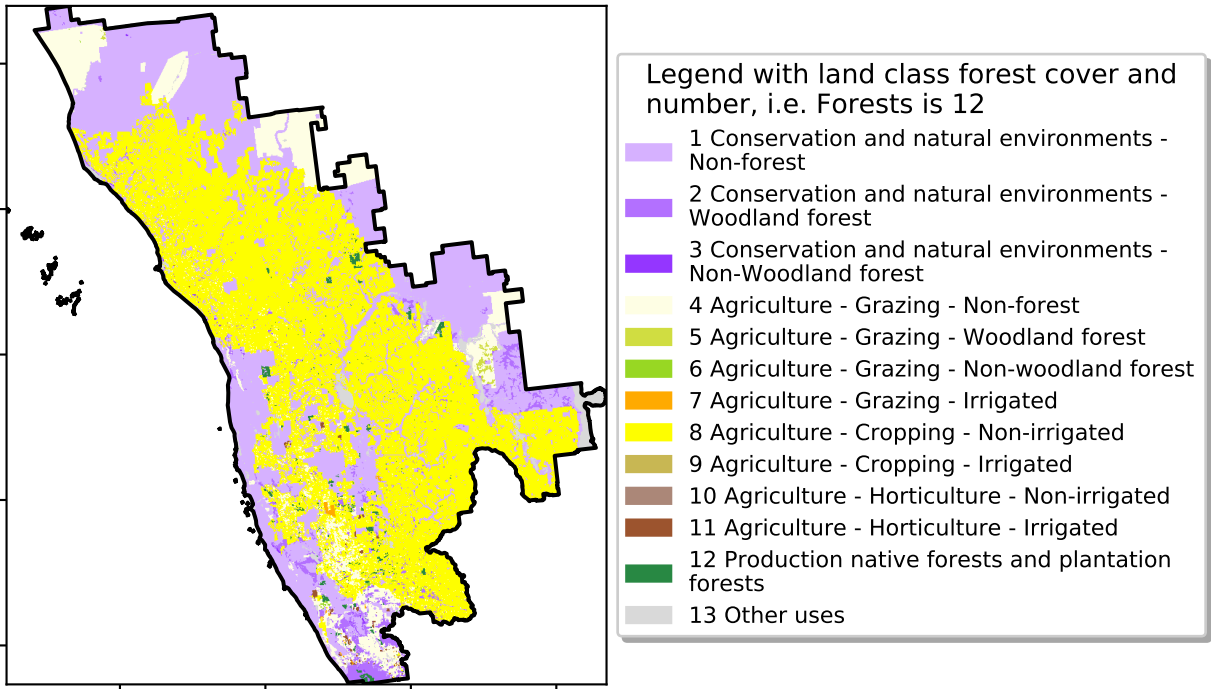 Legend with land class forest cover and
number, i.e. Forests is 12
1 Conservation and natural environments -
Non-forest
2 Conservation and natural environments -
Woodland forest
3 Conservation and natural environments -
Non-Woodland forest
4 Agriculture - Grazing - Non-forest
5 Agriculture - Grazing - Woodland forest
6 Agriculture - Grazing - Non-woodland forest
7 Agriculture - Grazing - Irrigated
8 Agriculture - Cropping - Non-irrigated
9 Agriculture - Cropping - Irrigated
10 Agriculture - Horticulture - Non-irrigated
11 Agriculture - Horticulture - Irrigated
12 Production native forests and plantation
forests
13 Other uses